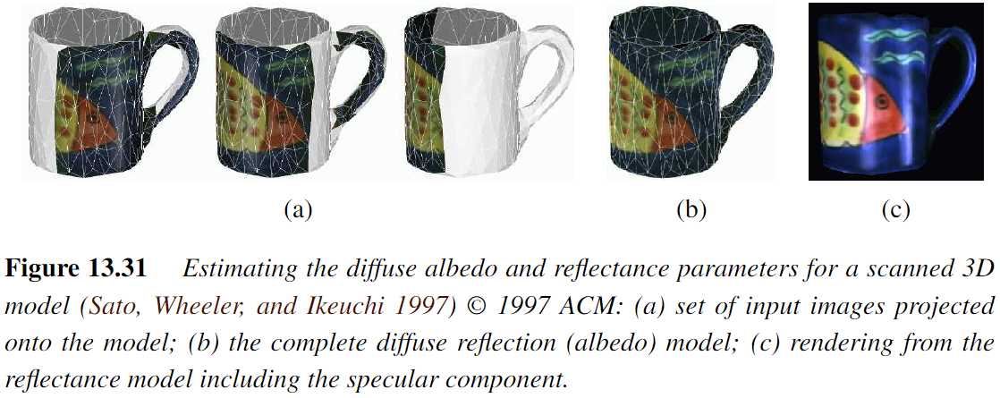 (a)
(b)
(c)
Figure 13.31 Estimating the diffuse albedo and reflectance parameters for a scanned 3D
model (Sato, Wheeler, and Ikeuchi 1997) © 1997 ACM: (a) set of input images projected
onto the model; (b) the complete diffuse reflection (albedo) model; (c) rendering from the
reflectance model including the specular component.